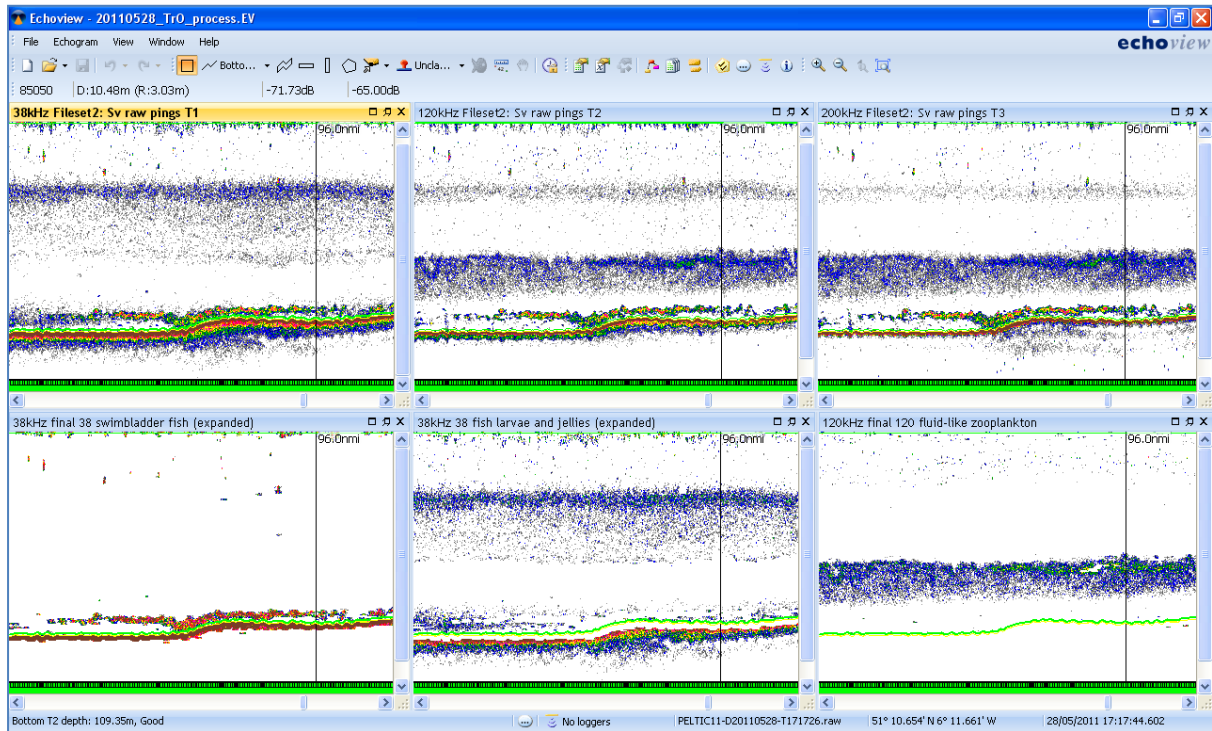 Echoview - 20110528_TrO_process.EV
File Echogram View Window Help
echoview
Botto... Uncla...
85050 D:10.48m (R:3.03m) -71.73dB -65.00dB
38kHz Fileset2: Sv raw pings T1
120kHz Fileset2: Sv raw pings T2
200kHz Fileset2: Sv raw pings T3
96.0nmi
96.0nmi
96.0nmi
38kHz final 38 swimbladder fish (expanded)
38kHz 38 fish larvae and jellies (expanded)
120kHz final 120 fluid-like zooplankton
96.0nmi
96.0nmi
96.0nmi
Bottom T2 depth: 109.35m, Good No loggers PELTIC11-D20110528-T171726.raw 51° 10.654' N 6° 11.661' W 28/05/2011 17:17:44.602